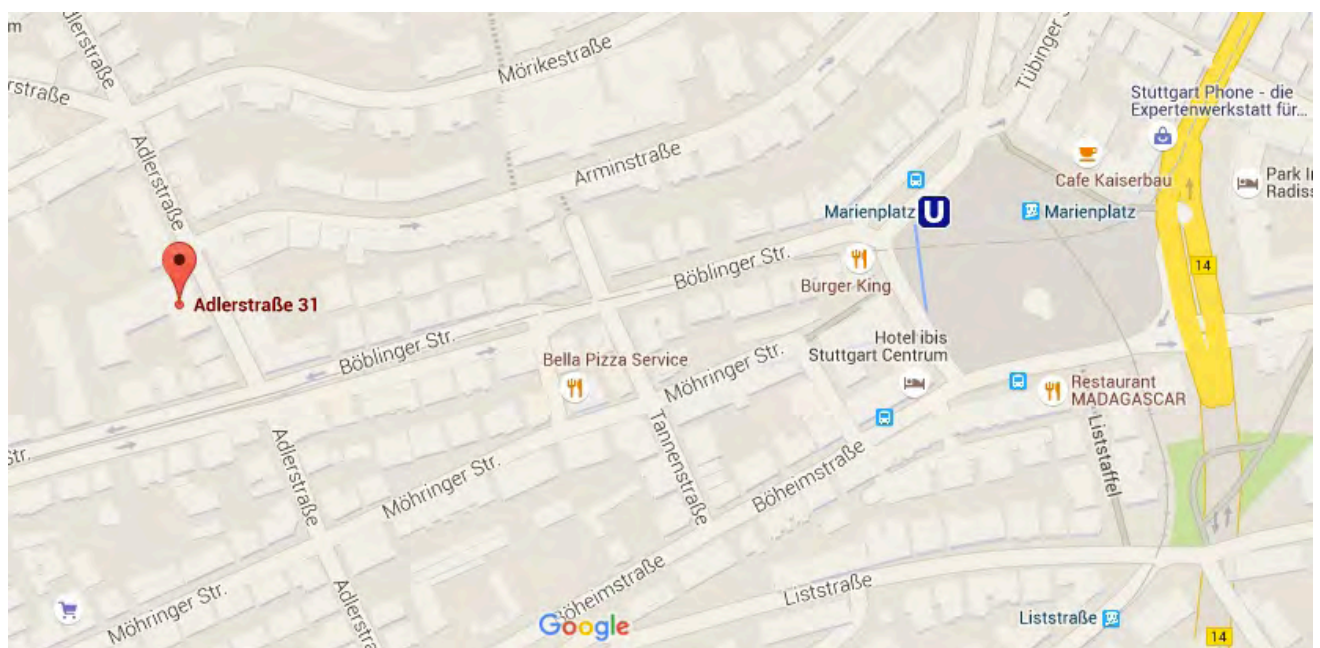 m
Adlerstraße
rstraße
Mörikestraße
Tübinger S
Stuttgart Phone - die
Expertenwerkstatt für...
Adlerstraße
Arminstraße
Cafe Kaiserbau
Park I
Radiss
Marienplatz U
Marienplatz
Böblinger Str.
Burger King
14
Adlerstraße 31
Böblinger Str.
Hotel ibis
Stuttgart Centrum
Bella Pizza Service
Möhringer Str.
Restaurant
MADAGASCAR
Adlerstraße
Tannenstraße
Liststaffel
Str.
Möhringer Str.
Böheimstraße
Böheimstraße
Liststraße
Möhringer Str.
Adlerstra
Google
Liststraße
14